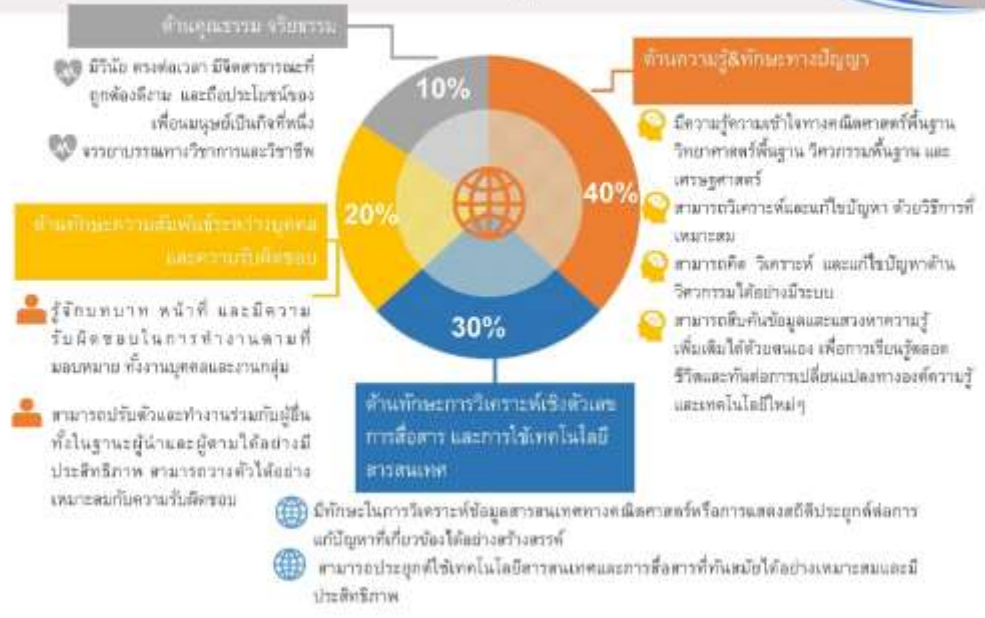 ด้านคุณธรรม จริยธรรม
มีวินัย ตรงต่อเวลา มีจิตสาธารณะที่
ถูกต้องดีงาม และถือประโยชน์ของ
เพื่อนมนุษย์เป็นกิจที่หนึ่ง
จรรยาบรรณทางวิชาการและวิชาชีพ
10%
ด้านความรู้&ทักษะทางปัญญา
มีความรู้ความเข้าใจทางคณิตศาสตร์พื้นฐาน
วิทยาศาสตร์พื้นฐาน วิศวกรรมพื้นฐาน และ
เศรษฐศาสตร์
สามารถวิเคราะห์และแก้ไขปัญหา ด้วยวิธีการที่
เหมาะสม
สามารถคิด วิเคราะห์ และแก้ไขปัญหาด้าน
วิศวกรรมได้อย่างมีระบบ
สามารถสืบค้นข้อมูลและแสวงหาความรู้
เพิ่มเติมได้ด้วยตนเอง เพื่อการเรียนรู้ตลอด
ชีวิตและทันต่อการเปลี่ยนแปลงทางองค์ความรู้
และเทคโนโลยีใหม่ๆ
40%
20%
ด้านทักษะความสัมพันธ์ระหว่างบุคคล
และความรับผิดชอบ
รู้จักบทบาท หน้าที่ และมีความ
รับผิดชอบในการทำงานตามที่
มอบหมาย ทั้งงานบุคคลและงานกลุ่ม
สามารถปรับตัวและทำงานร่วมกับผู้อื่น
ทั้งในฐานะผู้นำและผู้ตามได้อย่างมี
ประสิทธิภาพ สามารถวางตัวได้อย่าง
เหมาะสมกับความรับผิดชอบ
30%
ด้านทักษะการวิเคราะห์เชิงตัวเลข
การสื่อสาร และการใช้เทคโนโลยี
สารสนเทศ
มีทักษะในการวิเคราะห์ข้อมูลสารสนเทศทางคณิตศาสตร์หรือการแสดงสถิติประยุกต์ต่อการ
แก้ปัญหาที่เกี่ยวข้องได้อย่างสร้างสรรค์
สามารถประยุกต์ใช้เทคโนโลยีสารสนเทศและการสื่อสารที่ทันสมัยได้อย่างเหมาะสมและมี
ประสิทธิภาพ